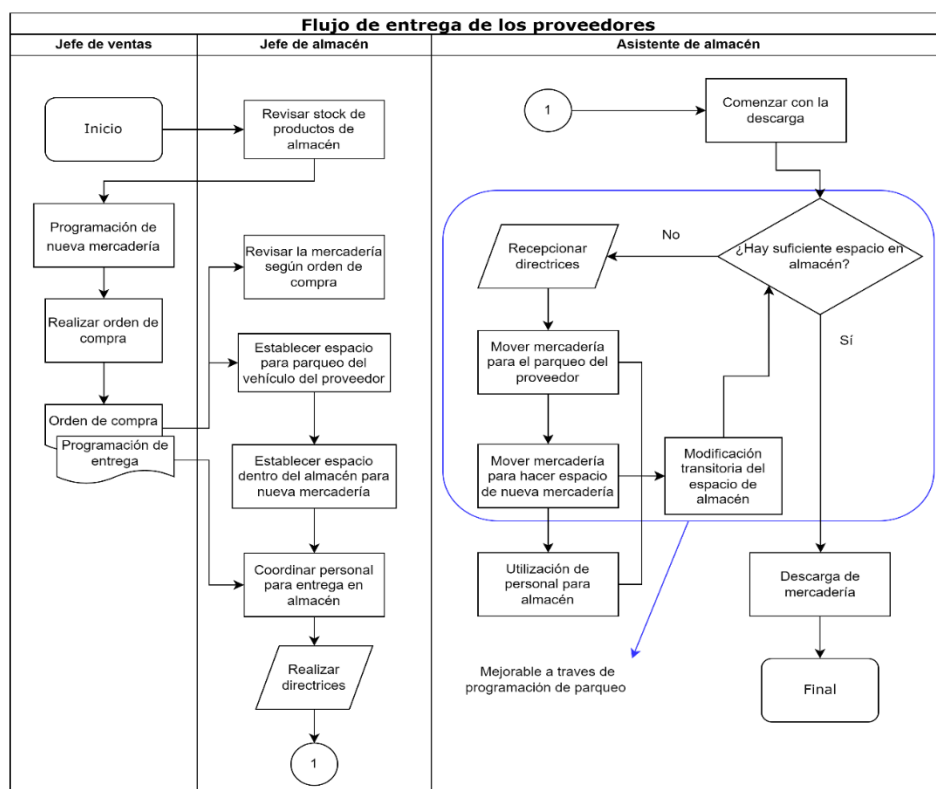 Flujo de entrega de los proveedores
Jefe de ventas
Jefe de almacén
Asistente de almacén
Inicio
Revisar stock de
productos de
almacén
Programación de
nueva mercadería
Revisar la mercadería
según orden de
compra
Realizar orden de
compra
Establecer espacio
para parqueo del
vehículo del proveedor
Orden de compra
Programación de
entrega
Establecer espacio
dentro del almacén para
nueva mercadería
Coordinar personal
para entrega en
almacén
Realizar
directrices
1
1
Comenzar con la
descarga
¿Hay suficiente espacio en
almacén?
No
Sí
Recepcionar
directrices
Mover mercadería
para el parqueo del
proveedor
Mover mercadería
para hacer espacio
de nueva mercadería
Modificación
transitoria del
espacio de
almacén
Utilización de
personal para
almacén
Descarga de
mercadería
Mejorable a traves de
programación de parqueo
Final